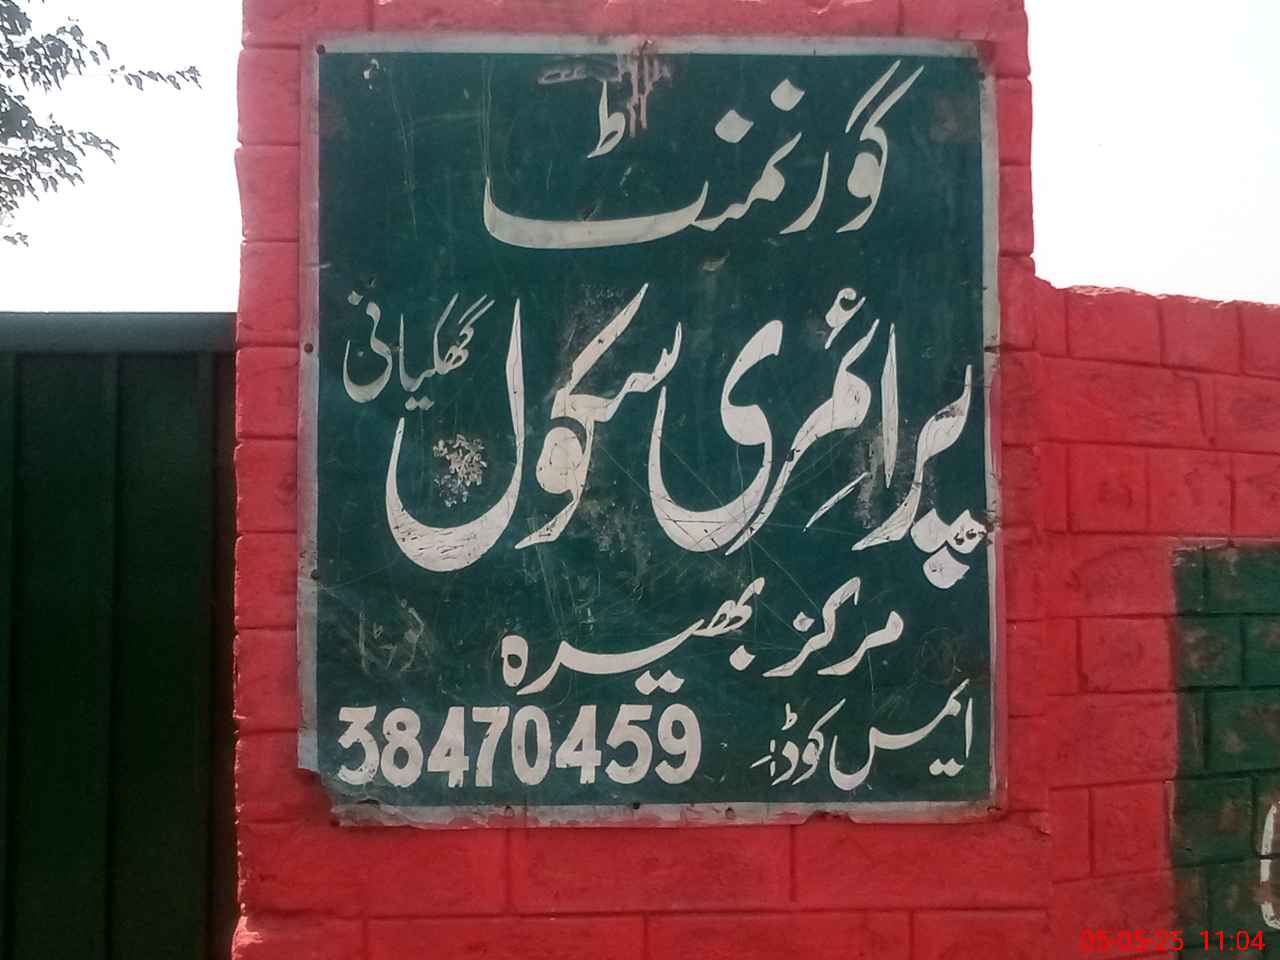 گورنمنٹ
پرائمری سکول گھلیانی
مرکز بھیرہ
ایمس کوڈ: 38470459
05-05-25 11:04